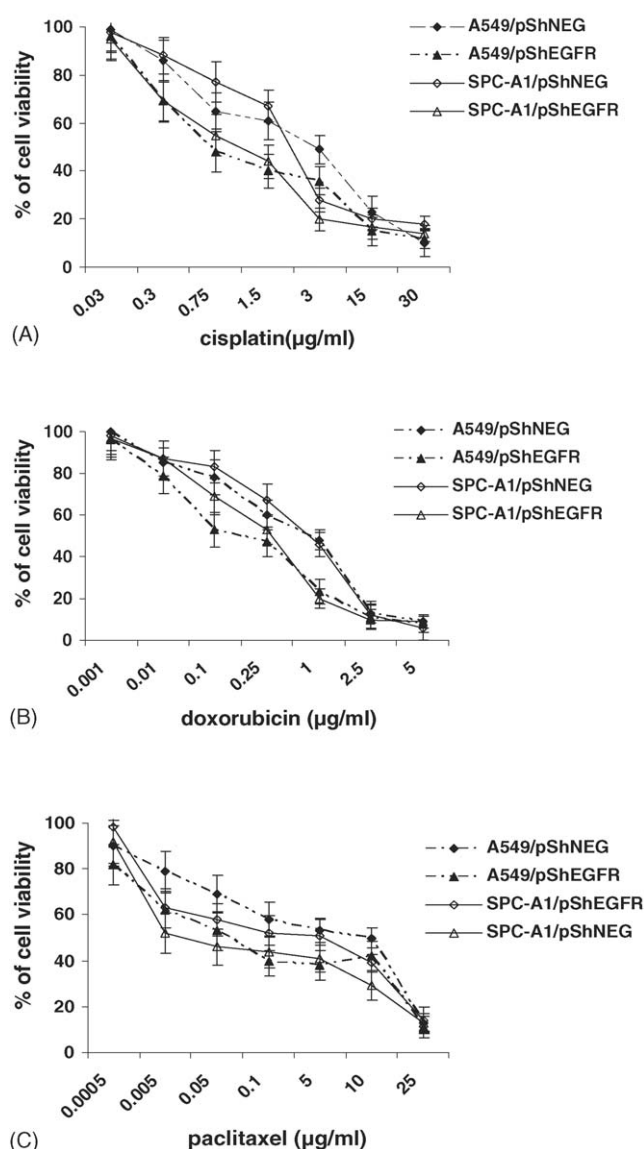 100
80
60
40
20
0
% of cell viability
0.03
0.3
0.75
1.5
3
15
30
cisplatin(µg/ml)
A549/pShNEG
A549/pShEGFR
SPC-A1/pShNEG
SPC-A1/pShEGFR
(A)
100
80
60
40
20
0
% of cell viability
0.001
0.01
0.1
0.25
1
2.5
5
doxorubicin (µg/ml)
A549/pShNEG
A549/pShEGFR
SPC-A1/pShNEG
SPC-A1/pShEGFR
(B)
100
80
60
40
20
0
% of cell viability
0.0005
0.005
0.05
0.1
5
10
25
paclitaxel (µg/ml)
A549/pShNEG
A549/pShEGFR
SPC-A1/pShEGFR
SPC-A1/pShNEG
(C)